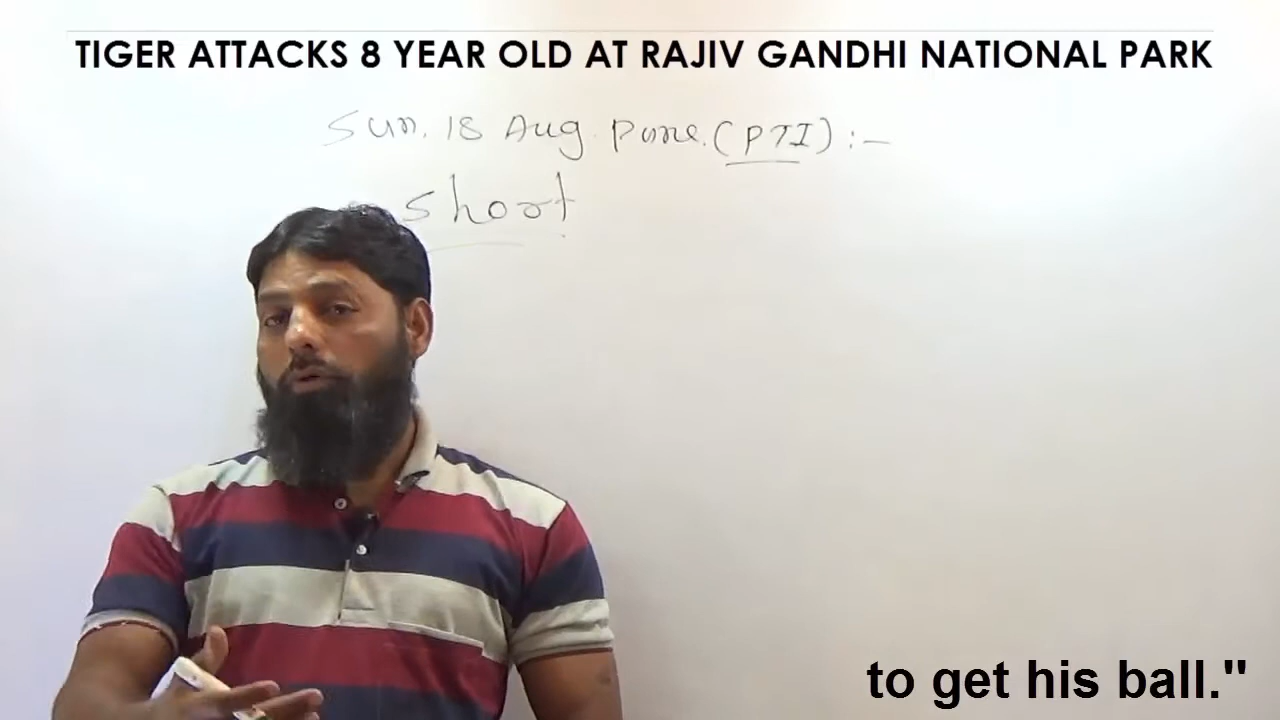 TIGER ATTACKS 8 YEAR OLD AT RAJIV GANDHI NATIONAL PARK
Sun. 18 Aug. Pune. (PTI) :-
short
to get his ball."